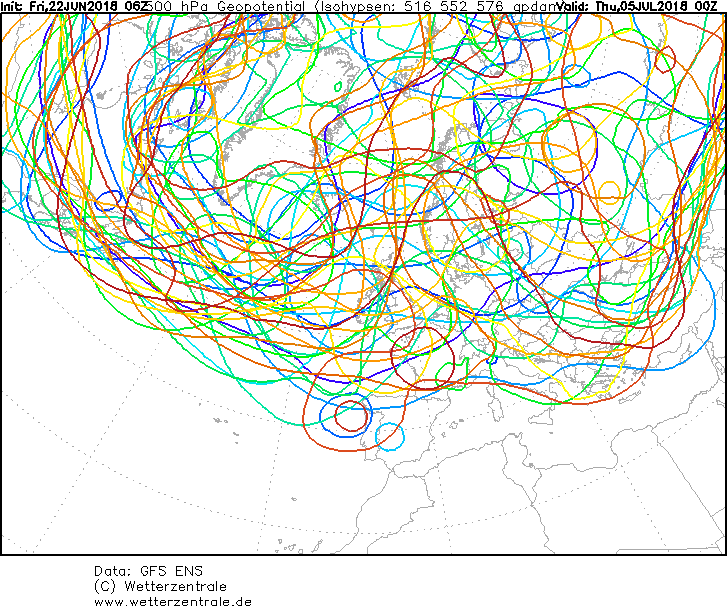 Init: Fri,22JUN2018 06Z 500 hPa Geopotential (Isohypsen: 516 552 576 gpdam) Valid: Thu,05JUL2018 00Z
Data: GFS ENS
(C) Wetterzentrale
www.wetterzentrale.de